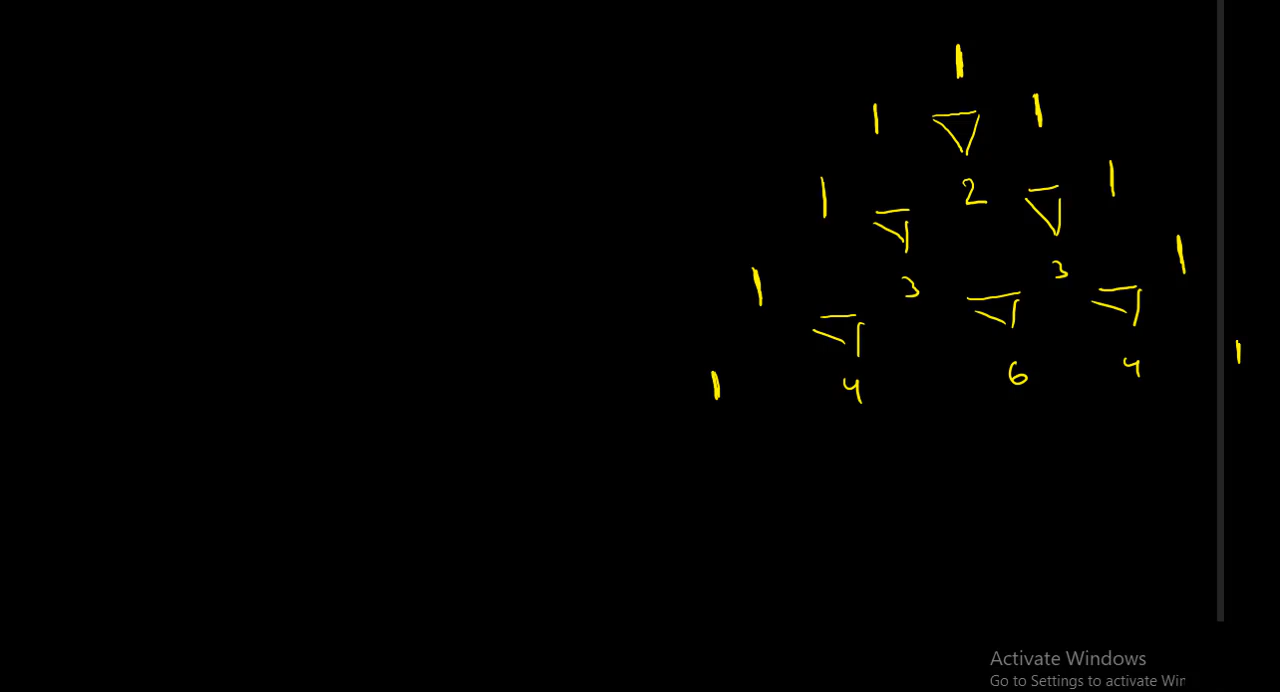 1
1 1
1 2 1
1 3 3 1
1 4 6 4 1
Activate Windows
Go to Settings to activate Wir